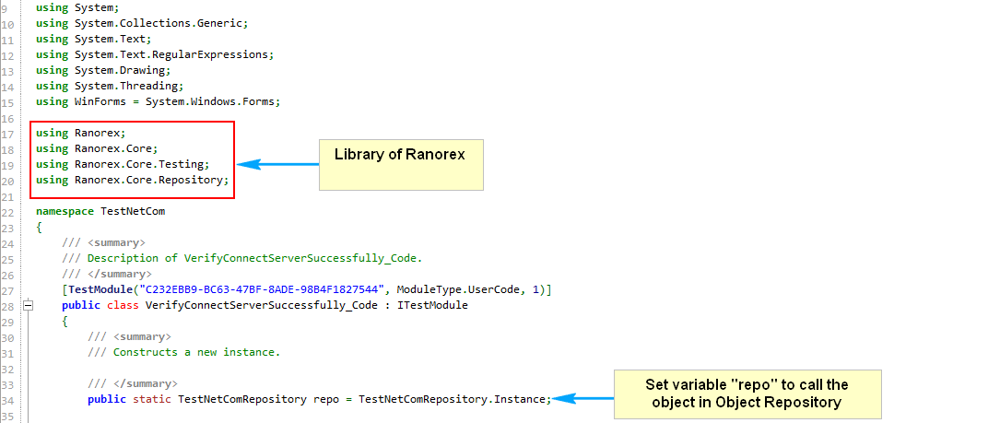 9 using System;
10 using System.Collections.Generic;
11 using System.Text;
12 using System.Text.RegularExpressions;
13 using System.Drawing;
14 using System.Threading;
15 using WinForms = System.Windows.Forms;
16
17 using Ranorex;
18 using Ranorex.Core;
19 using Ranorex.Core.Testing;
20 using Ranorex.Core.Repository;
21
Library of Ranorex
22 namespace TestNetCom
23 {
24 /// <summary>
25 /// Description of VerifyConnectServerSuccessfully_Code.
26 /// </summary>
27 [TestModule("C232EBB9-BC63-47BF-8ADE-98B4F1827544", ModuleType.UserCode, 1)]
28 public class VerifyConnectServerSuccessfully_Code : ITestModule
29 {
30 /// <summary>
31 /// Constructs a new instance.
32
33 /// </summary>
34 public static TestNetComRepository repo = TestNetComRepository.Instance;
35
Set variable "repo" to call the
object in Object Repository